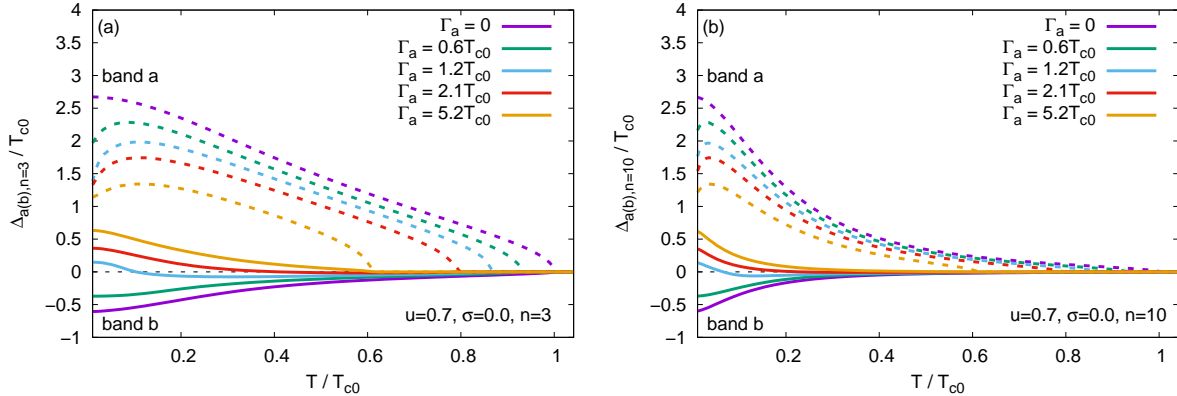 (a)
Γa = 0
Γa = 0.6Tc0
Γa = 1.2Tc0
Γa = 2.1Tc0
Γa = 5.2Tc0
band a
band b
u=0.7, σ=0.0, n=3
4
3.5
3
2.5
2
1.5
1
0.5
0
−0.5
−1
0.2
0.4
0.6
0.8
1
Δa(b),n=3 / Tc0
T / Tc0
(b)
Γa = 0
Γa = 0.6Tc0
Γa = 1.2Tc0
Γa = 2.1Tc0
Γa = 5.2Tc0
band a
band b
u=0.7, σ=0.0, n=10
4
3.5
3
2.5
2
1.5
1
0.5
0
−0.5
−1
0.2
0.4
0.6
0.8
1
Δa(b),n=10 / Tc0
T / Tc0